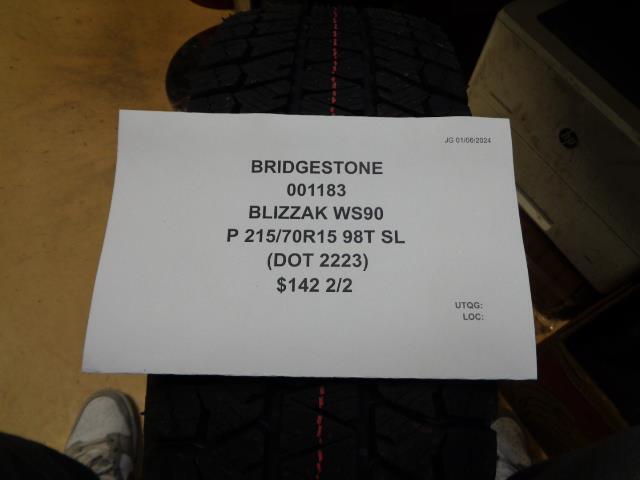 JG 01/06/2024
BRIDGESTONE
001183
BLIZZAK WS90
P 215/70R15 98T SL
(DOT 2223)
$142 2/2
UTQG:
LOC:
hp